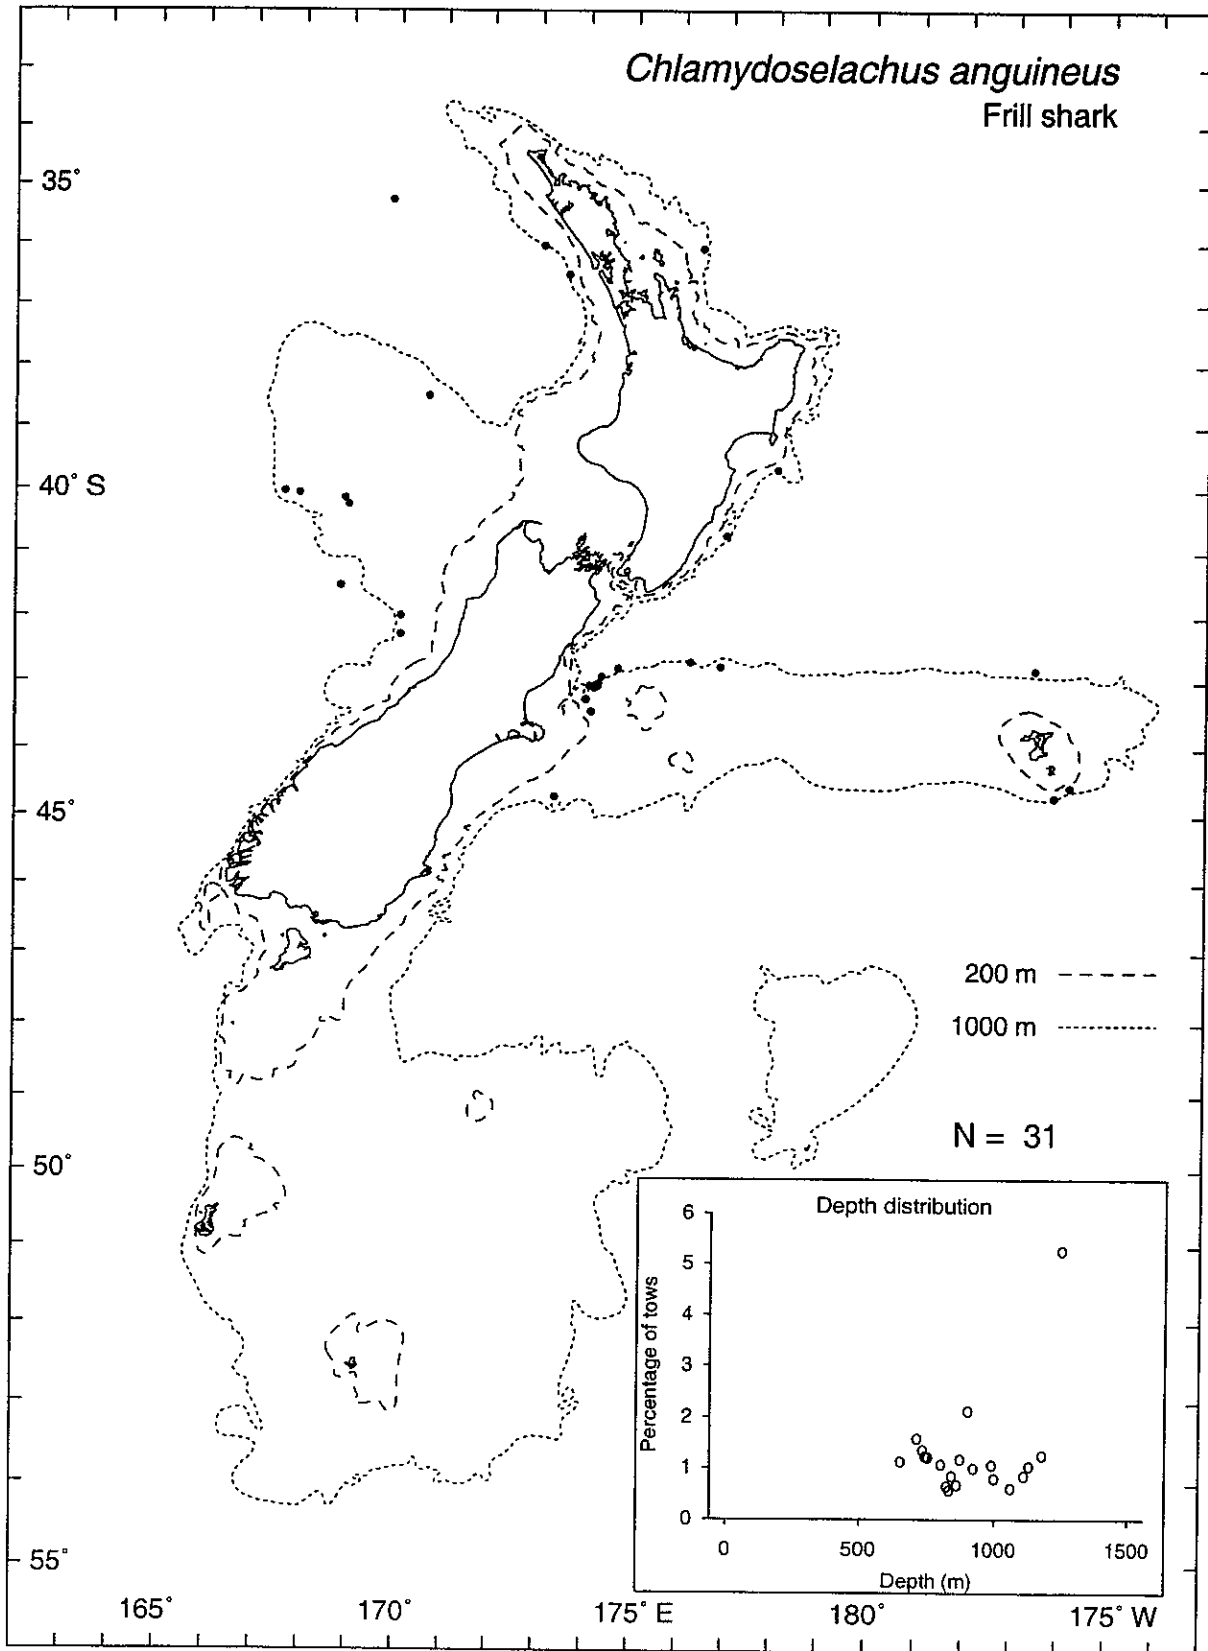 Chlamydoselachus anguineus
Frill shark
35°
40° S
45°
200 m
1000 m
N = 31
50°
Depth distribution
6
5
4
3
2
1
0
Percentage of tows
0 500 1000 1500
Depth (m)
55°
165° 170° 175° E 180° 175° W